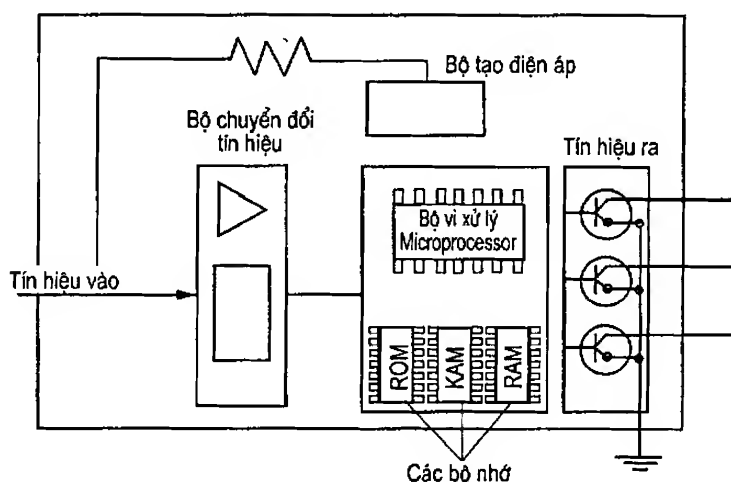 Bộ tạo điện áp
Bộ chuyển đổi
tín hiệu
Tín hiệu ra
Bộ vi xử lý
Microprocessor
Tín hiêu vào
ROM
KAM
RAM
Các bộ nhớ